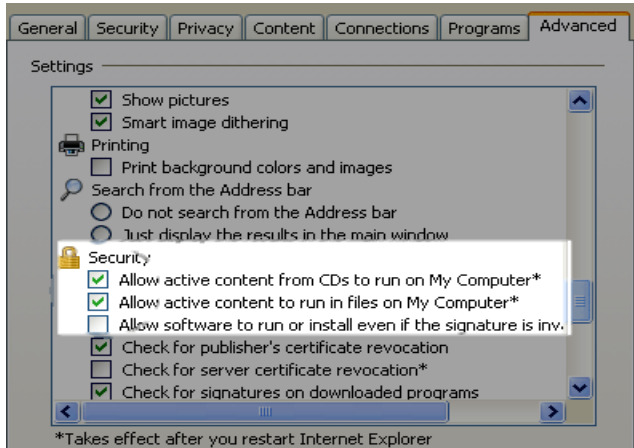 General Security Privacy Content Connections Programs Advanced
Settings
Show pictures
Smart image dithering
Printing
Print background colors and images
Search from the Address bar
Do not search from the Address bar
Just display the results in the main window
Security
Allow active content from CDs to run on My Computer*
Allow active content to run in files on My Computer*
Allow software to run or install even if the signature is inv
Check for publisher's certificate revocation
Check for server certificate revocation*
Check for signatures on downloaded programs
*Takes effect after you restart Internet Explorer